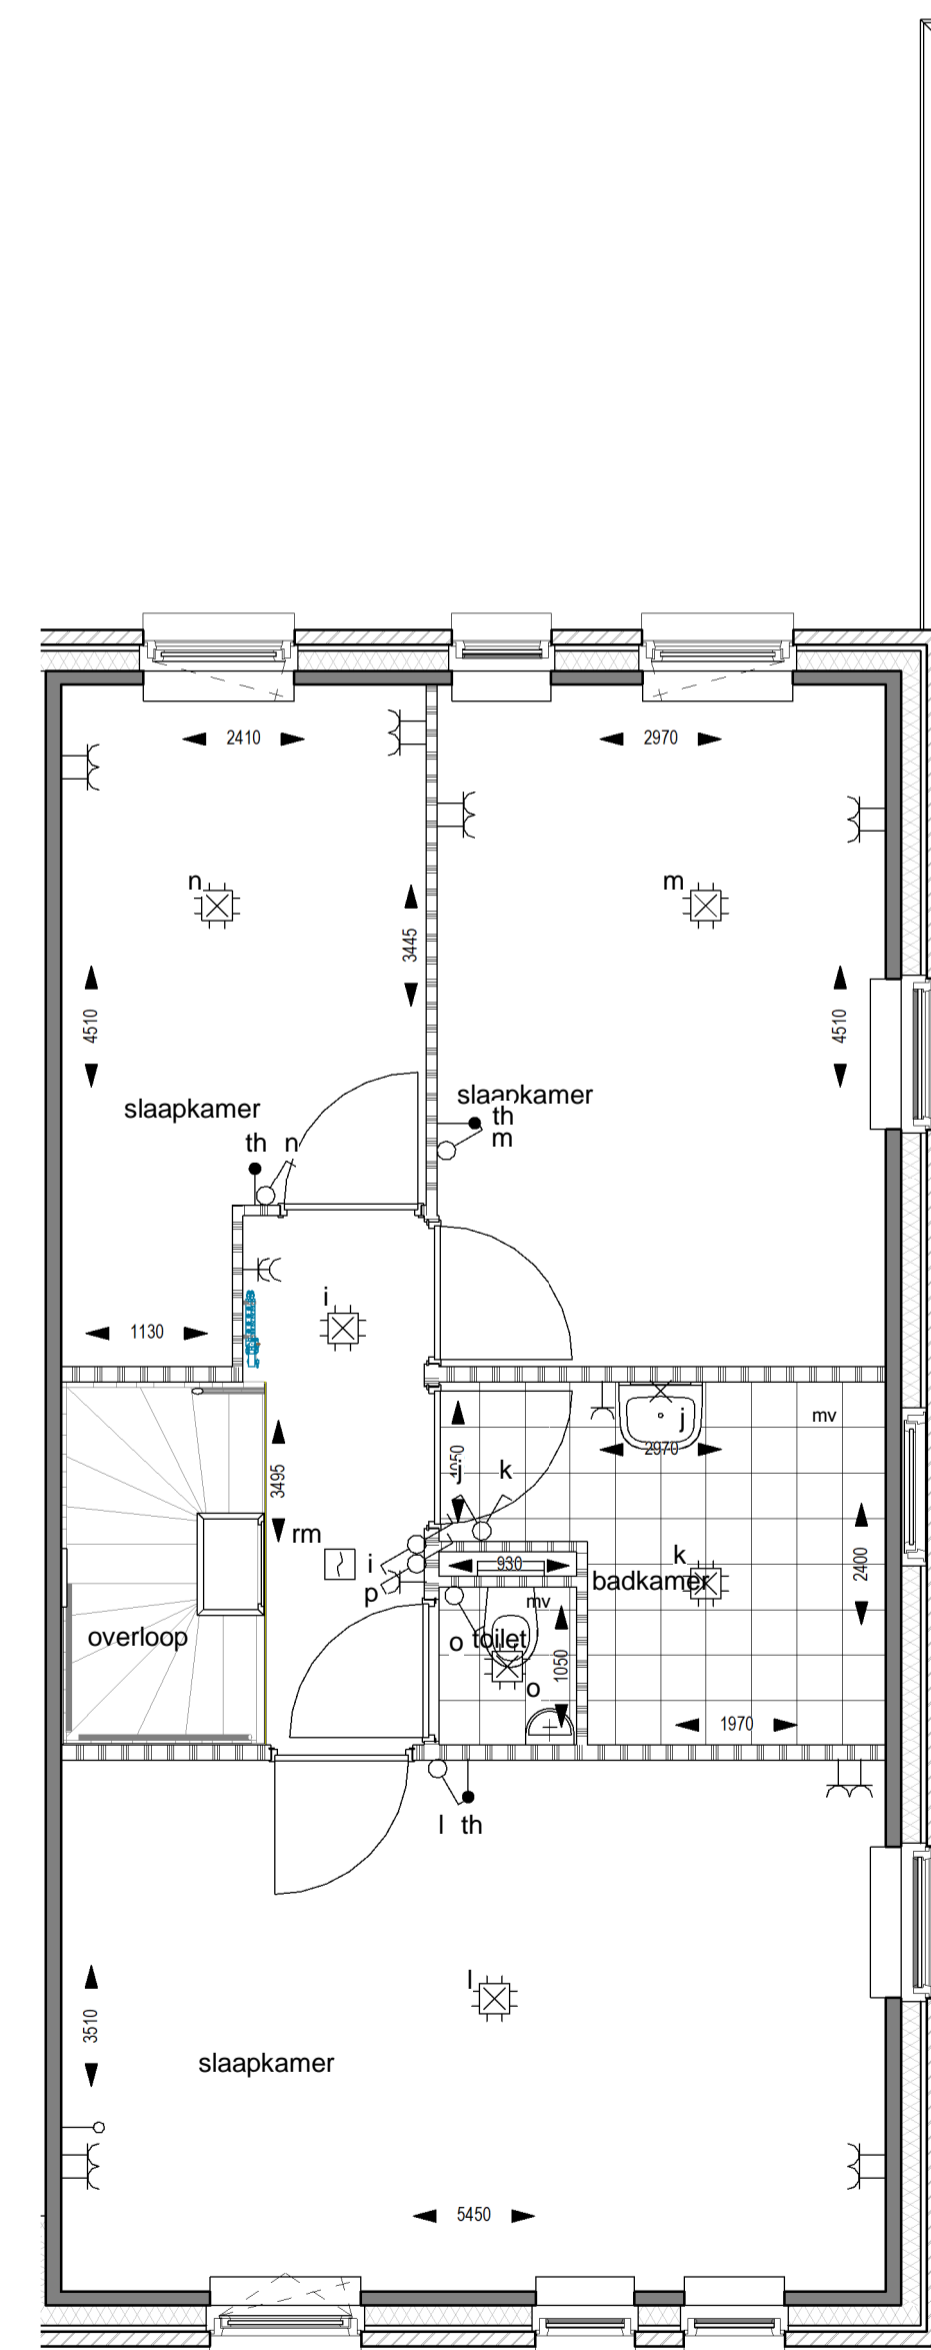 2410
2970
n
m
3445
4510
4510
slaapkamer
slaapkamer
th
n
th
m
i
1130
3495
1050
j
k
j
2970
mv
rm
i
p
930
k
badkamer
2400
mv
overloop
o
toilet
1050
o
1970
l
th
l
3510
slaapkamer
5450